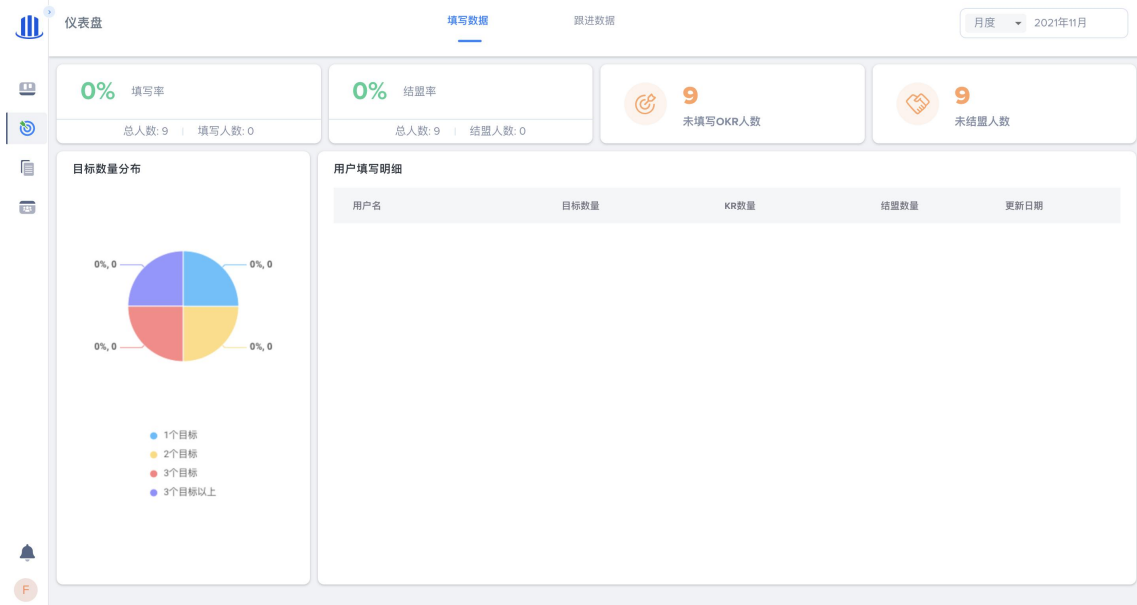 仪表盘
填写数据
跟进数据
月度
2021年11月
0% 填写率
总人数: 9 | 填写人数: 0
0% 结盟率
总人数: 9 | 结盟人数: 0
9
未填写OKR人数
9
未结盟人数
目标数量分布
0%, 0
0%, 0
0%, 0
0%, 0
1个目标
2个目标
3个目标
3个目标以上
用户填写明细
用户名 目标数量 KR数量 结盟数量 更新日期
F